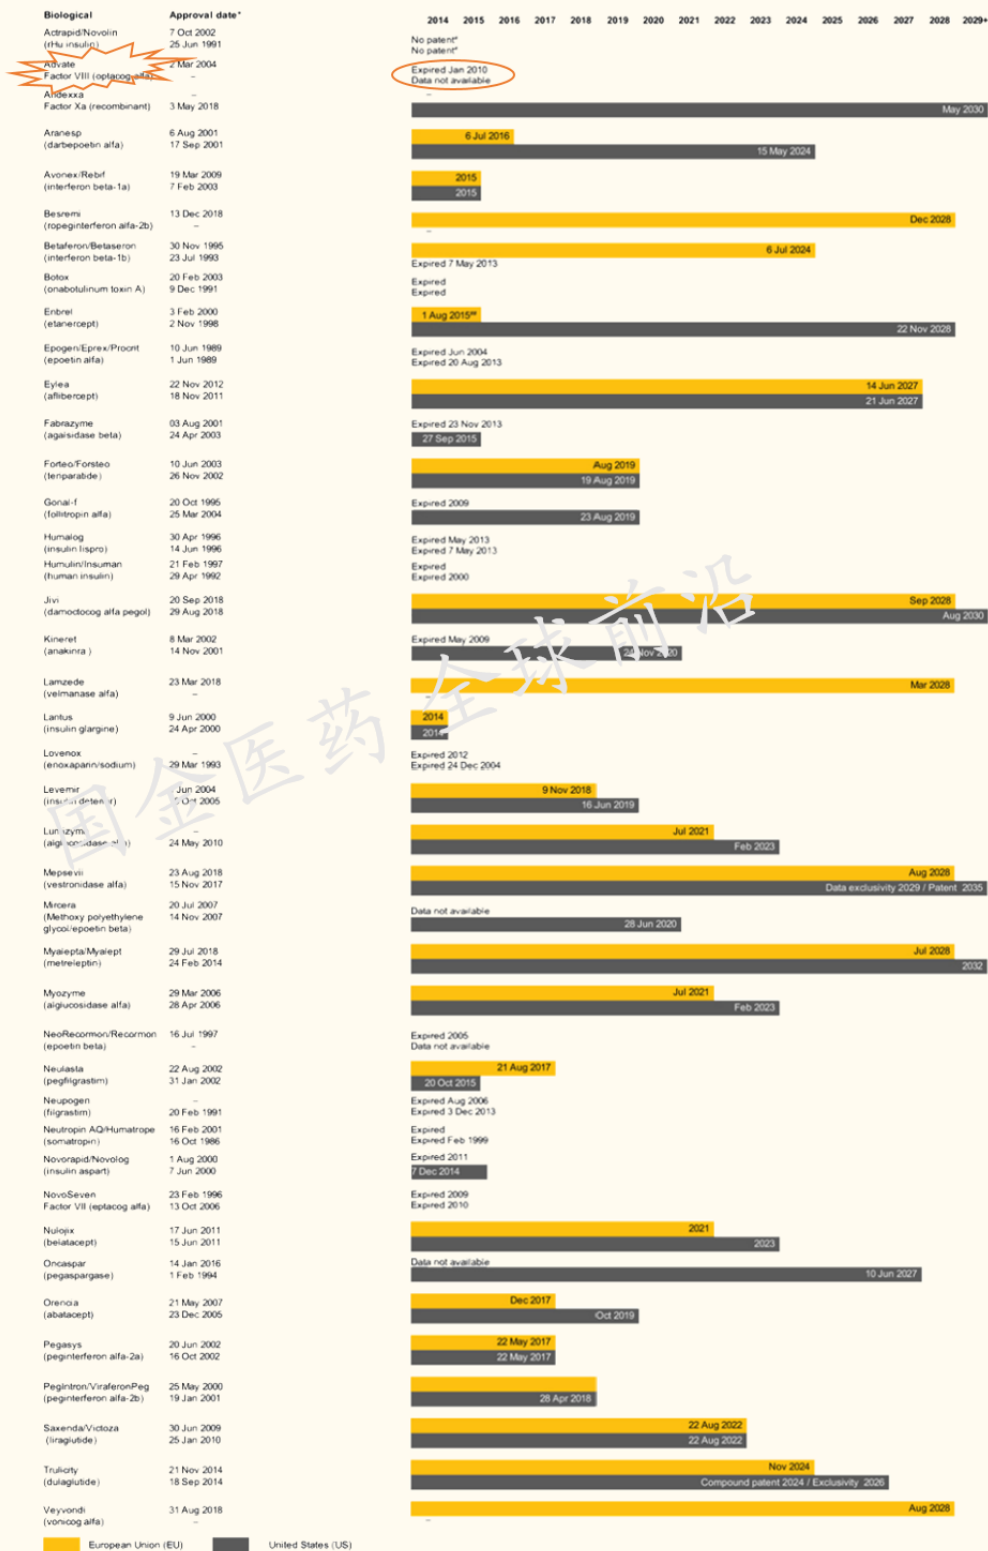 Biological Approval date* 2014 2015 2016 2017 2018 2019 2020 2021 2022 2023 2024 2025 2026 2027 2028 2029+
Actrapid/Novolin 7 Oct 2002 No patent"
(rHu insulin) 25 Jun 1991 No patent"
Advate 2 Mar 2004 Expired Jan 2010
Factor VIII (optacog alfa) – Data not available
Andexxa – –
Factor Xa (recombinant) 3 May 2018 May 2030
Aranesp 6 Aug 2001 6 Jul 2016
(darbepoetin alfa) 17 Sep 2001 15 May 2024
Avonex/Rebif 19 Mar 2009 2015
(interferon beta-1a) 7 Feb 2003 2015
Besremi 13 Dec 2018 Dec 2028
(ropeginterferon alfa-2b) – –
Betaferon/Betaseron 30 Nov 1995 6 Jul 2024
(interferon beta-1b) 23 Jul 1993 Expired 7 May 2013
Botox 20 Feb 2003 Expired
(onabotulinum toxin A) 9 Dec 1991 Expired
Enbrel 3 Feb 2000 1 Aug 2015##
(etanercept) 2 Nov 1998 22 Nov 2028
Epogen/Eprex/Procrit 10 Jun 1989 Expired Jun 2004
(epoetin alfa) 1 Jun 1989 Expired 20 Aug 2013
Eylea 22 Nov 2012 14 Jun 2027
(aflibercept) 18 Nov 2011 21 Jun 2027
Fabrazyme 03 Aug 2001 Expired 23 Nov 2013
(agalsidase beta) 24 Apr 2003 27 Sep 2015
Forteo/Forsteo 10 Jun 2003 Aug 2019
(teriparatide) 26 Nov 2002 19 Aug 2019
Gonal-f 20 Oct 1995 Expired 2009
(follitropin alfa) 25 Mar 2004 23 Aug 2019
Humalog 30 Apr 1996 Expired May 2013
(insulin lispro) 14 Jun 1996 Expired 7 May 2013
Humulin/Insuman 21 Feb 1997 Expired
(human insulin) 29 Apr 1992 Expired 2000
Jivi 20 Sep 2018 Sep 2028
(damoctocog alfa pegol) 29 Aug 2018 Aug 2030
Kineret 8 Mar 2002 Expired May 2009
(anakinra ) 14 Nov 2001 Nov 2020
Lamzede 23 Mar 2018 Mar 2028
(velmanase alfa) – –
Lantus 9 Jun 2000 2014
(insulin glargine) 24 Apr 2000 2014
Lovenox – Expired 2012
(enoxaparin/sodium) 29 Mar 1993 Expired 24 Dec 2004
Levemir Jun 2004 9 Nov 2018
(insulin detemir) Oct 2005 16 Jun 2019
Lumizyme – Jul 2021
(alglucosidase alfa) 24 May 2010 Feb 2023
Mepsevii 23 Aug 2018 Aug 2028
(vestronidase alfa) 15 Nov 2017 Data exclusivity 2029 / Patent 2035
Mircera 20 Jul 2007 Data not available
(Methoxy polyethylene 14 Nov 2007 28 Jun 2020
glycol/epoetin beta)
Myalepta/Myalept 29 Jul 2018 Jul 2028
(metreleptin) 24 Feb 2014 2032
Myozyme 29 Mar 2006 Jul 2021
(alglucosidase alfa) 28 Apr 2006 Feb 2023
NeoRecormon/Recormon 16 Jul 1997 Expired 2005
(epoetin beta) – Data not available
Neulasta 22 Aug 2002 21 Aug 2017
(pegfilgrastim) 31 Jan 2002 20 Oct 2015
Neupogen – Expired Aug 2006
(filgrastim) 20 Feb 1991 Expired 3 Dec 2013
Neutropin AQ/Humatrope 16 Feb 2001 Expired
(somatropin) 16 Oct 1986 Expired Feb 1999
Novorapid/Novolog 1 Aug 2000 Expired 2011
(insulin aspart) 7 Jun 2000 7 Dec 2014
NovoSeven 23 Feb 1996 Expired 2009
Factor VII (eptacog alfa) 13 Oct 2006 Expired 2010
Nulojix 17 Jun 2011 2021
(belatacept) 15 Jun 2011 2023
Oncaspar 14 Jan 2016 Data not available
(pegaspargase) 1 Feb 1994 10 Jun 2027
Orencia 21 May 2007 Dec 2017
(abatacept) 23 Dec 2005 Oct 2019
Pegasys 20 Jun 2002 22 May 2017
(peginterferon alfa-2a) 16 Oct 2002 22 May 2017
PegIntron/ViraferonPeg 25 May 2000
(peginterferon alfa-2b) 19 Jan 2001 28 Apr 2018
Saxenda/Victoza 30 Jun 2009 22 Aug 2022
(liraglutide) 25 Jan 2010 22 Aug 2022
Trulicity 21 Nov 2014 Nov 2024
(dulaglutide) 18 Sep 2014 Compound patent 2024 / Exclusivity 2026
Veyvondi 31 Aug 2018 Aug 2028
(vonicog alfa) – –
European Union (EU) United States (US)
国金医药全球前沿